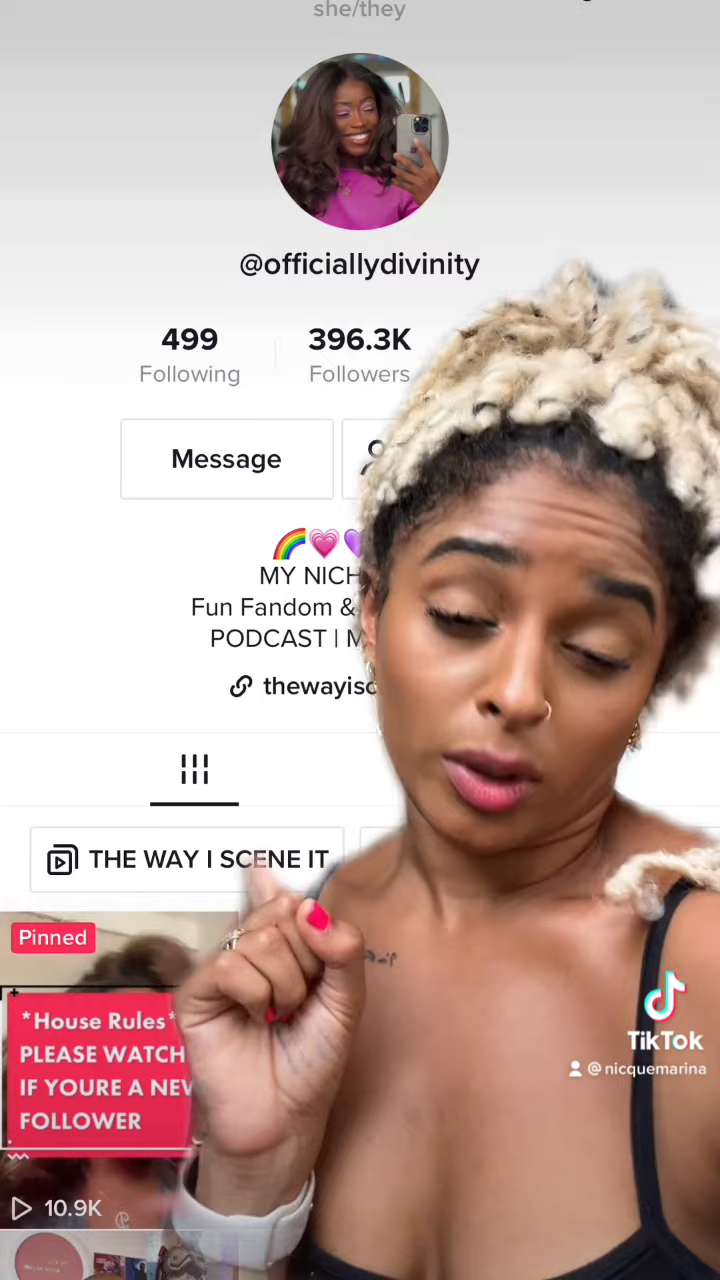 she/they
@officiallydivinity
499
Following
396.3K
Followers
Message
🌈💗💜
MY NICH
Fun Fandom &
PODCAST | M
thewayisc
THE WAY I SCENE IT
Pinned
*House Rules*
PLEASE WATCH
IF YOURE A NEW
FOLLOWER
10.9K
TikTok
@nicquemarina